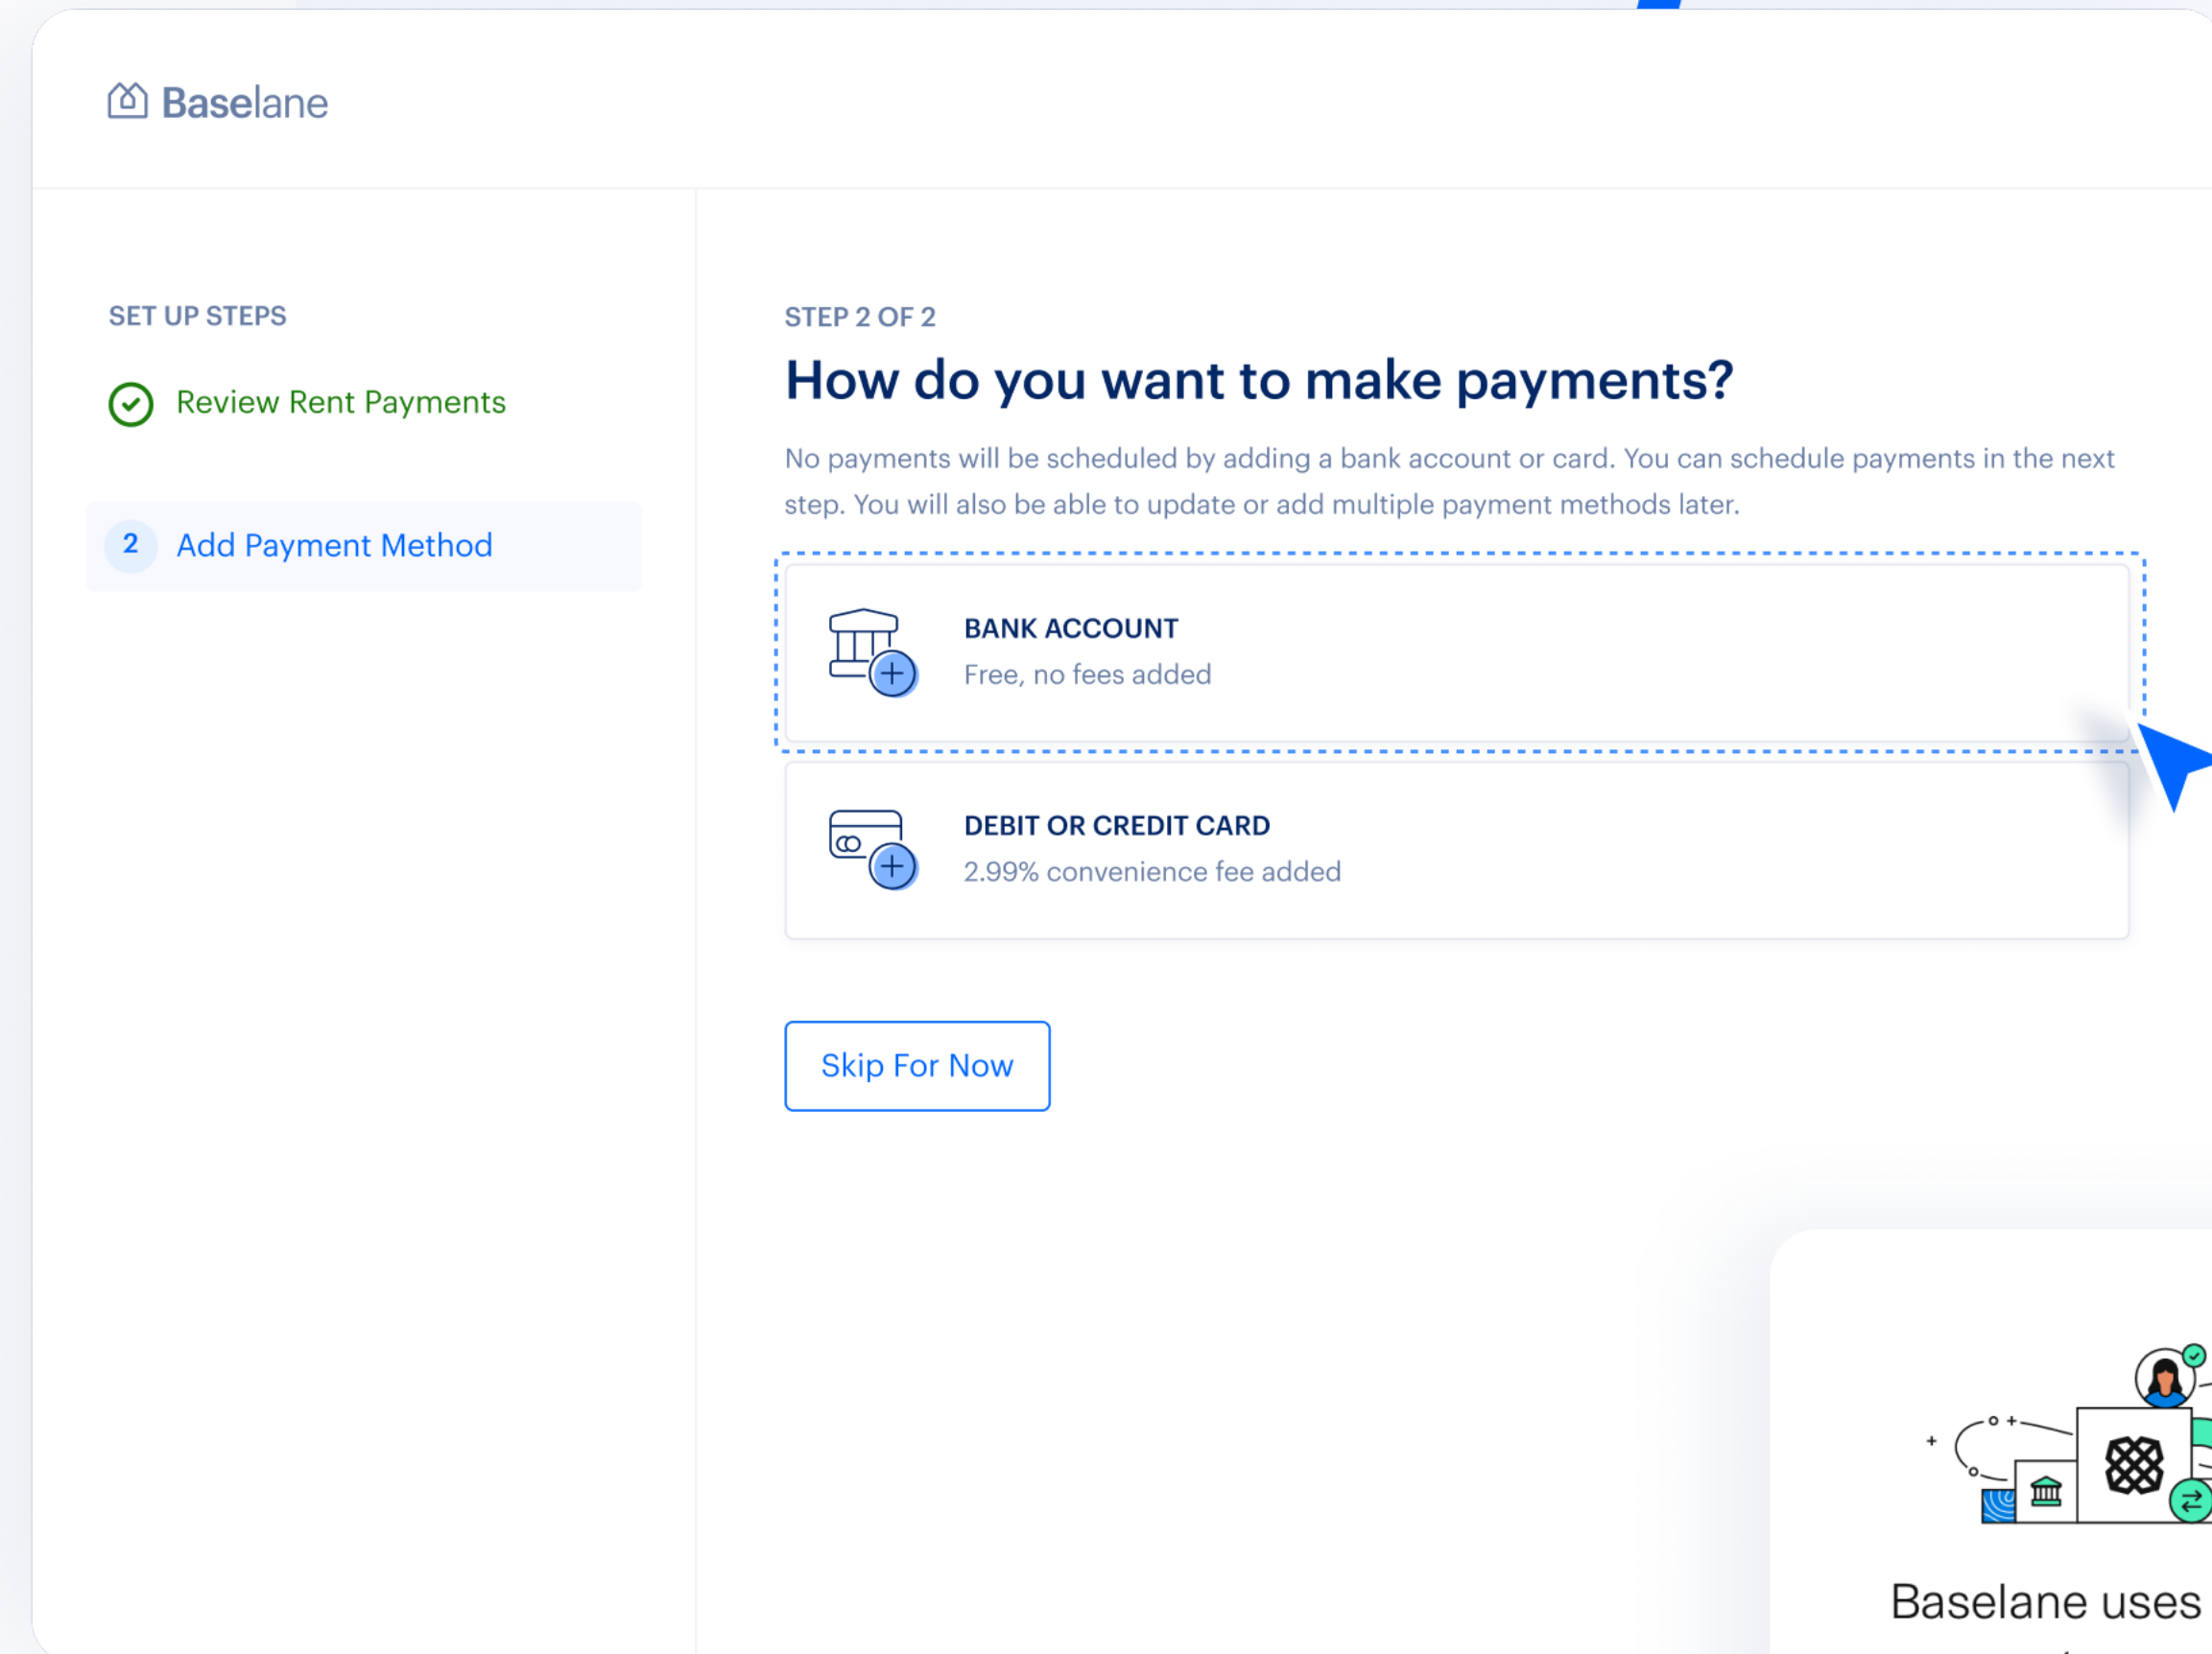 Baselane
SET UP STEPS
Review Rent Payments
2 Add Payment Method
STEP 2 OF 2
How do you want to make payments?
No payments will be scheduled by adding a bank account or card. You can schedule payments in the next
step. You will also be able to update or add multiple payment methods later.
BANK ACCOUNT
Free, no fees added
DEBIT OR CREDIT CARD
2.99% convenience fee added
Skip For Now
Baselane uses